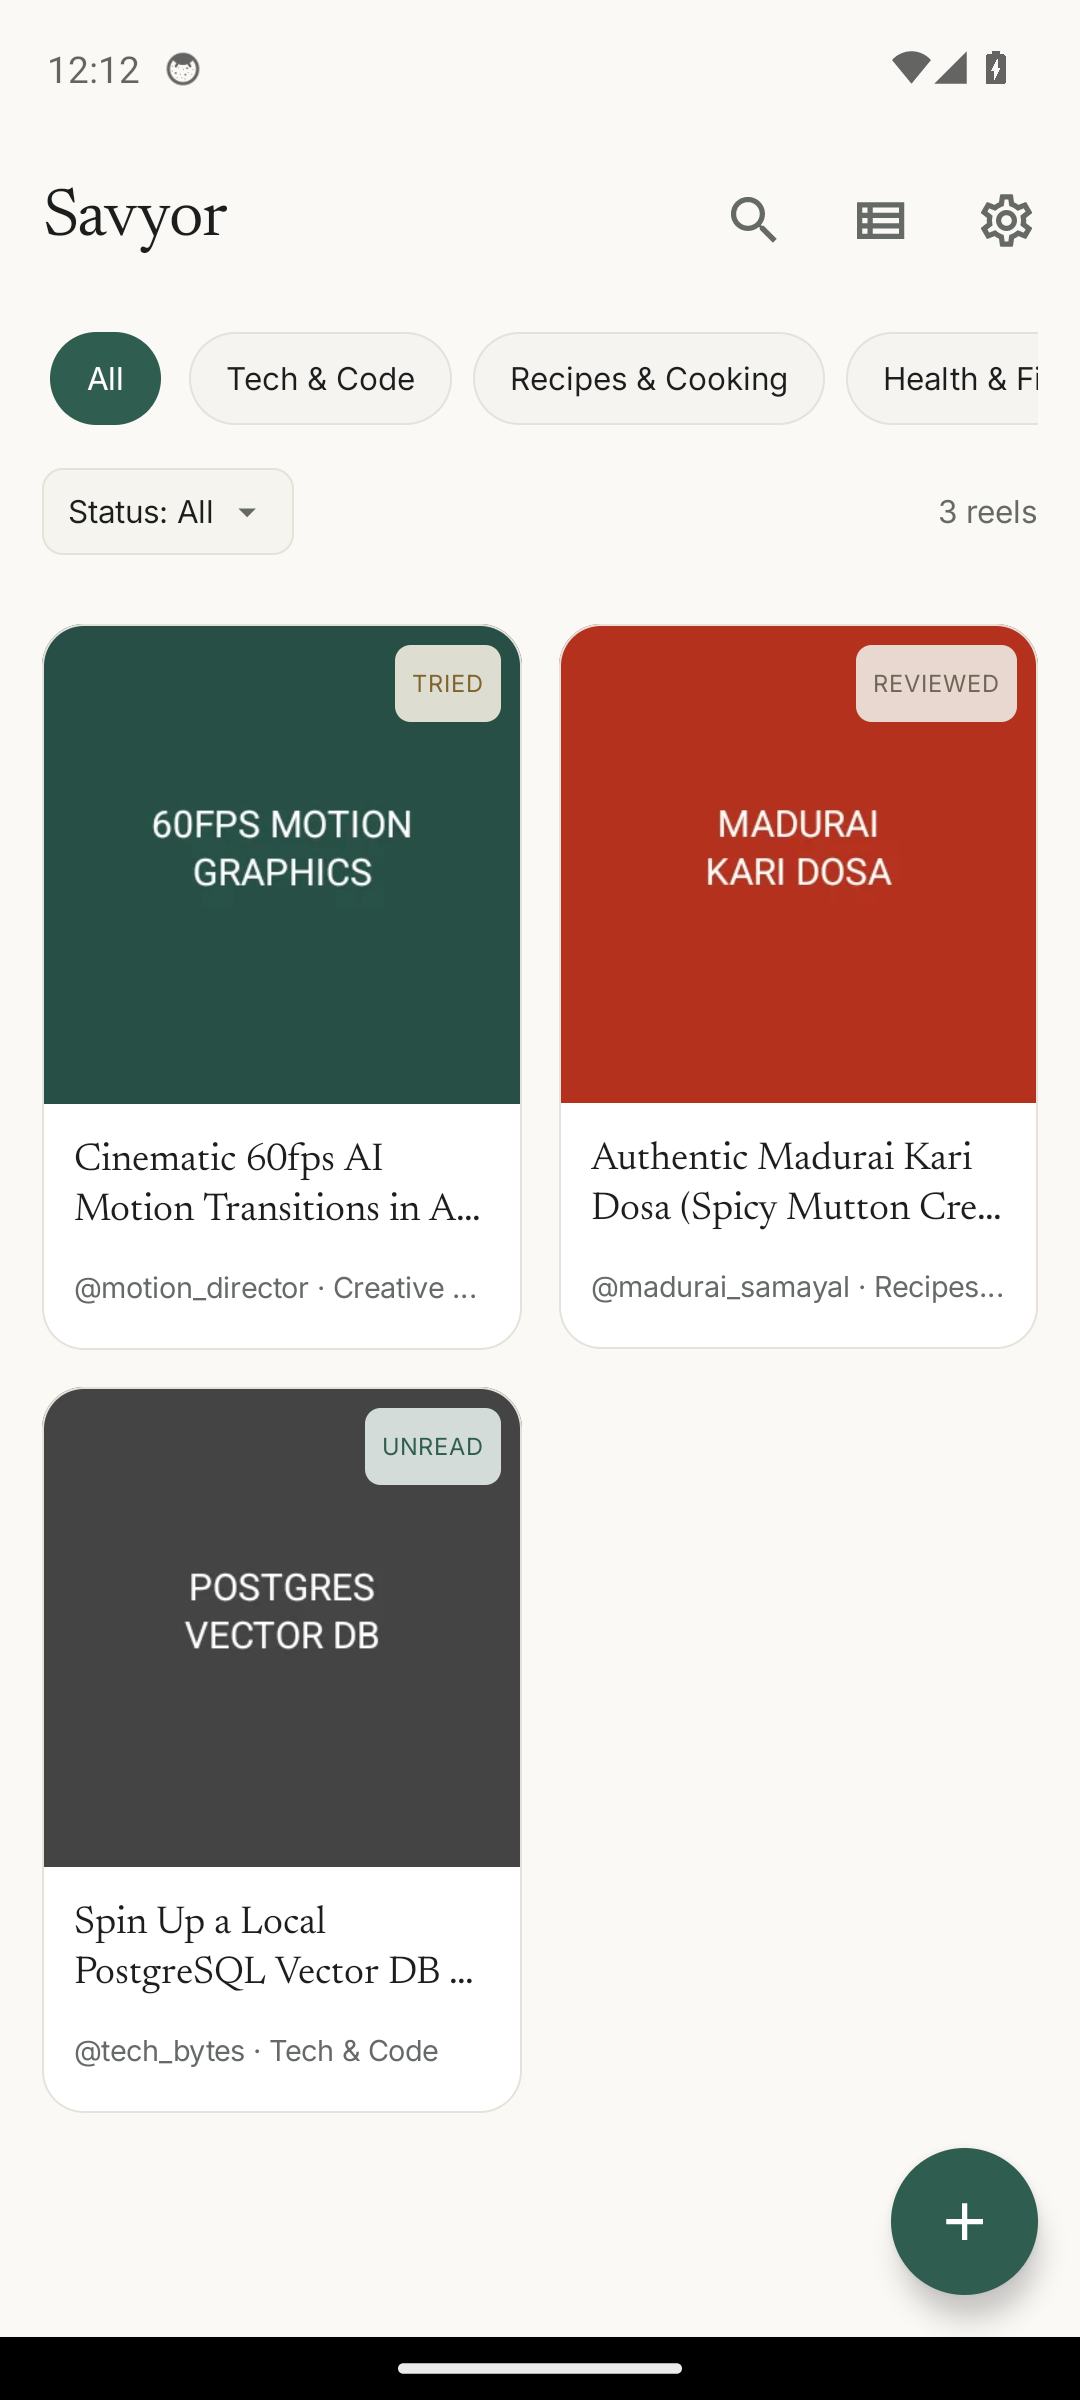 12:12
Savyor
All
Tech & Code
Recipes & Cooking
Health & Fi
Status: All
3 reels
TRIED
60FPS MOTION
GRAPHICS
Cinematic 60fps AI
Motion Transitions in A...
@motion_director · Creative ...
REVIEWED
MADURAI
KARI DOSA
Authentic Madurai Kari
Dosa (Spicy Mutton Cre...
@madurai_samayal · Recipes...
UNREAD
POSTGRES
VECTOR DB
Spin Up a Local
PostgreSQL Vector DB ...
@tech_bytes · Tech & Code